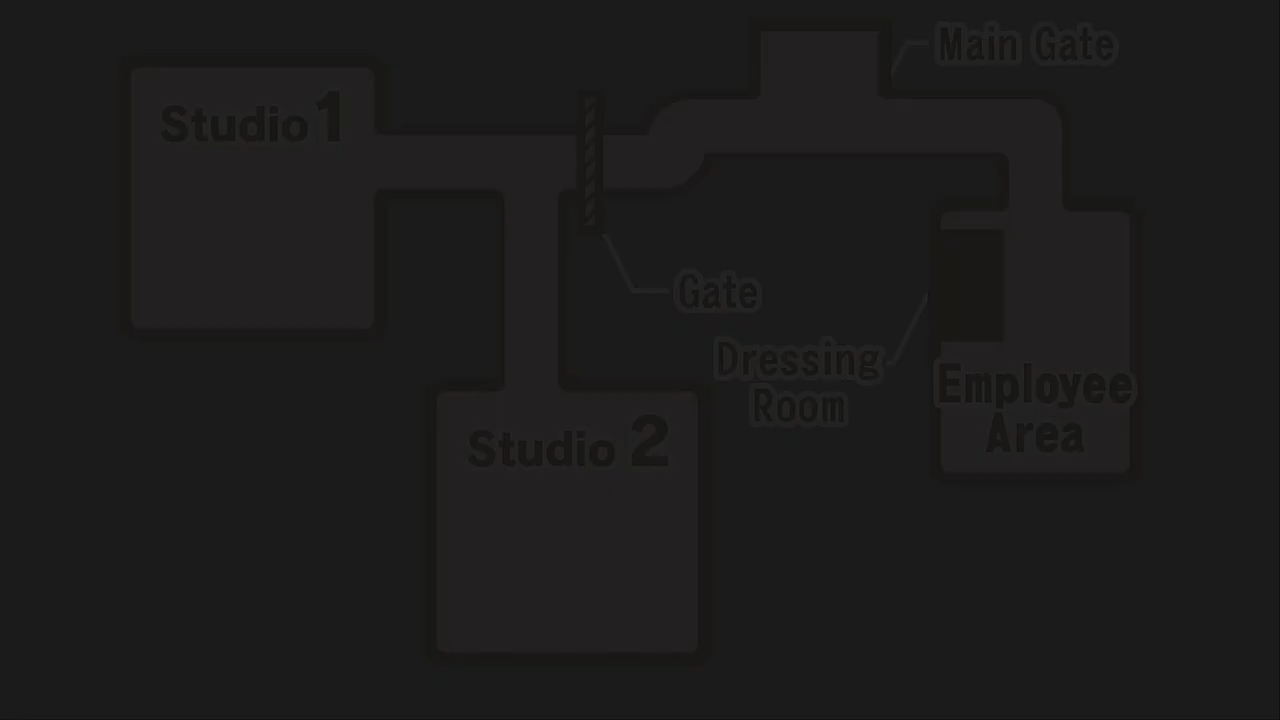 Main Gate
Studio 1
Gate
Dressing
Room
Employee
Area
Studio 2